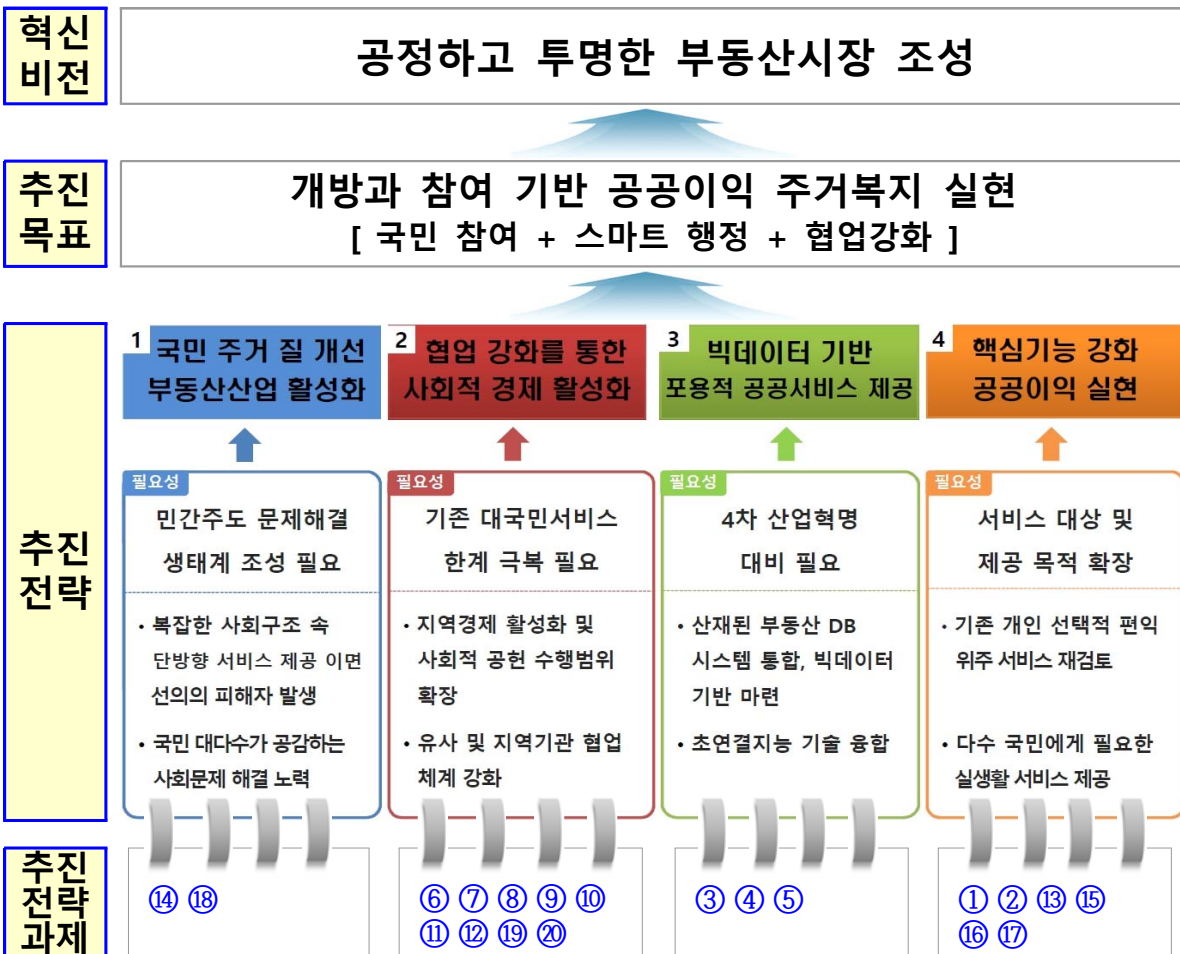 혁신
비전
공정하고 투명한 부동산시장 조성
추진
목표
개방과 참여 기반 공공이익 주거복지 실현
[ 국민 참여 + 스마트 행정 + 협업강화 ]
추진
전략
1 국민 주거 질 개선
부동산산업 활성화
필요성
민간주도 문제해결
생태계 조성 필요
• 복잡한 사회구조 속
단방향 서비스 제공 이면
선의의 피해자 발생
• 국민 대다수가 공감하는
사회문제 해결 노력
2 협업 강화를 통한
사회적 경제 활성화
필요성
기존 대국민서비스
한계 극복 필요
• 지역경제 활성화 및
사회적 공헌 수행범위
확장
• 유사 및 지역기관 협업
체계 강화
3 빅데이터 기반
포용적 공공서비스 제공
필요성
4차 산업혁명
대비 필요
• 산재된 부동산 DB
시스템 통합, 빅데이터
기반 마련
• 초연결지능 기술 융합
4 핵심기능 강화
공공이익 실현
필요성
서비스 대상 및
제공 목적 확장
• 기존 개인 선택적 편익
위주 서비스 재검토
• 다수 국민에게 필요한
실생활 서비스 제공
추진
전략
과제
⑭ ⑱
⑥ ⑦ ⑧ ⑨ ⑩
⑪ ⑫ ⑲ ⑳
③ ④ ⑤
① ② ⑬ ⑮
⑯ ⑰